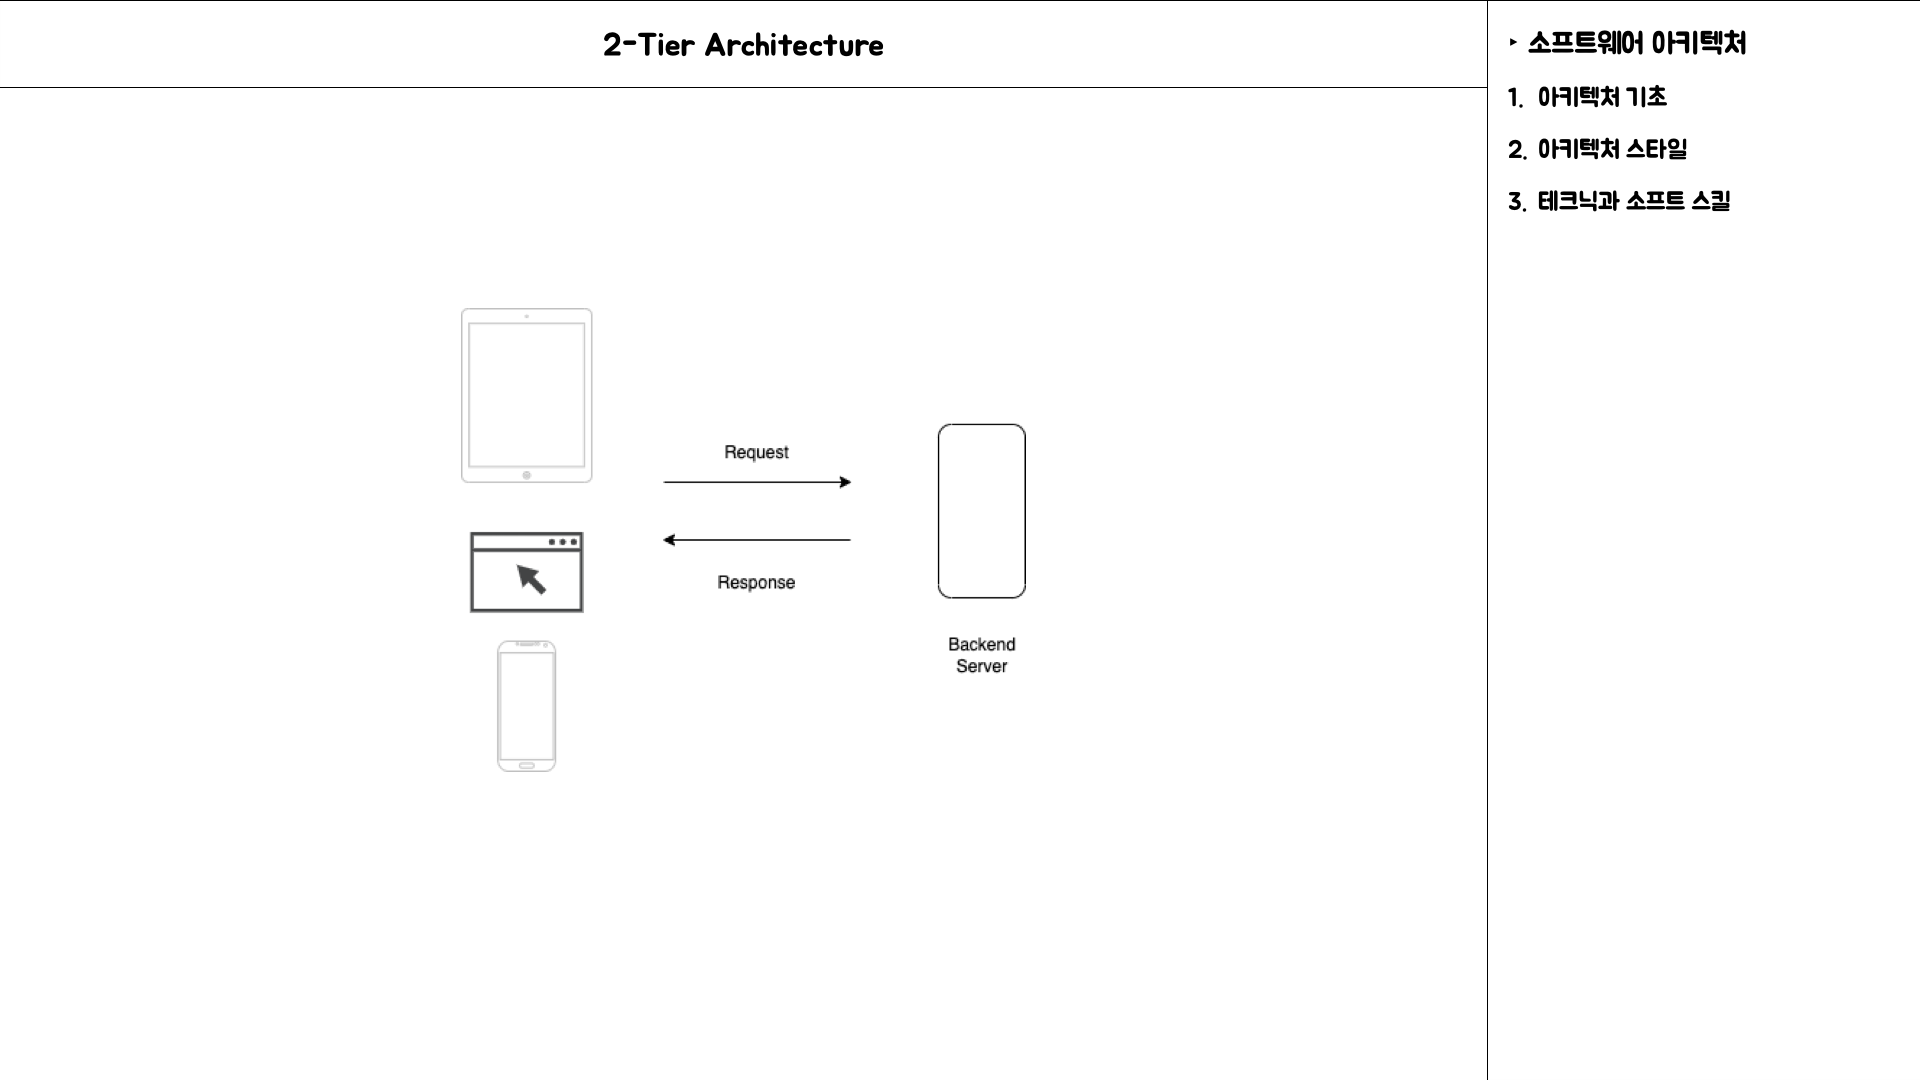 2-Tier Architecture
Request
Response
Backend
Server
▸ 소프트웨어 아키텍처
1. 아키텍처 기초
2. 아키텍처 스타일
3. 테크닉과 소프트 스킬